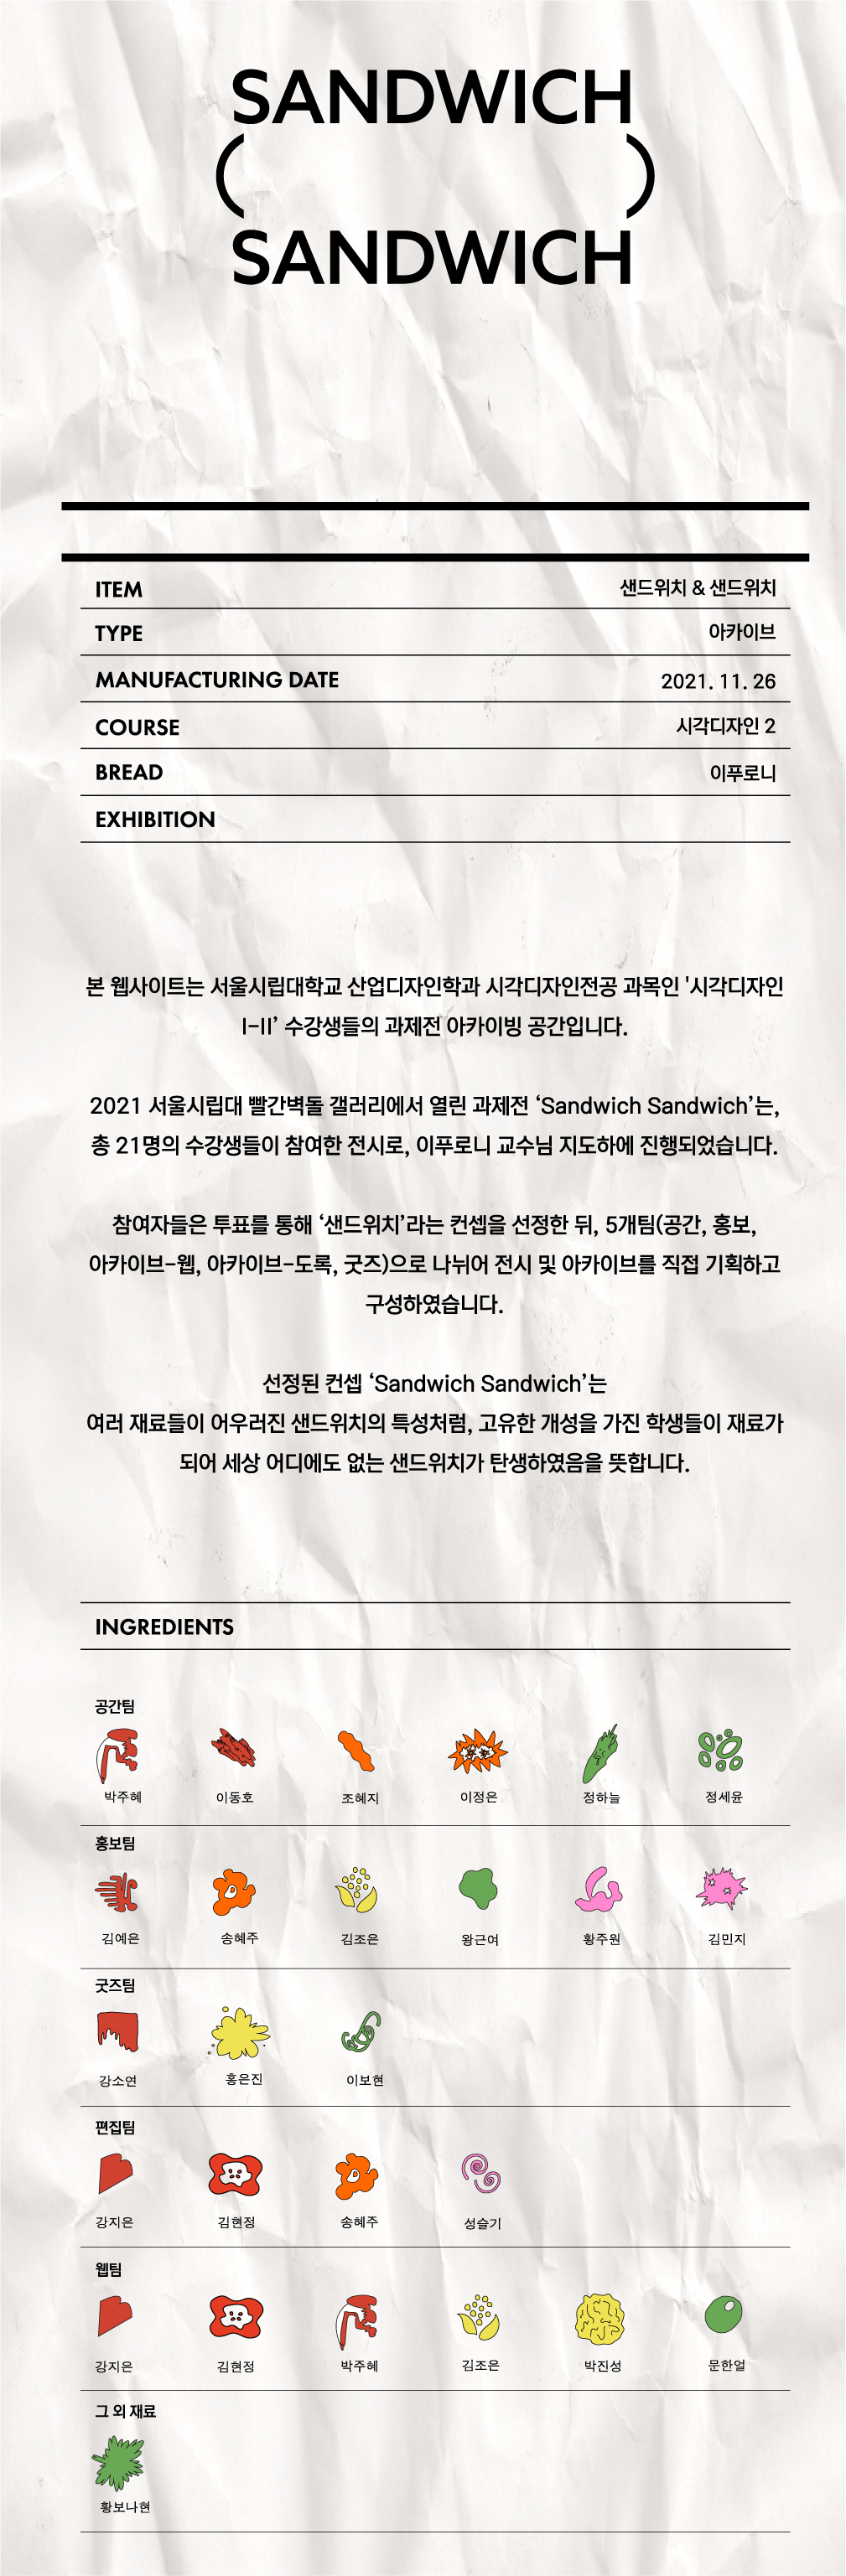 SANDWICH
(                )
SANDWICH
ITEM 샌드위치 & 샌드위치
TYPE 아카이브
MANUFACTURING DATE 2021. 11. 26
COURSE 시각디자인 2
BREAD 이푸로니
EXHIBITION
본 웹사이트는 서울시립대학교 산업디자인학과 시각디자인전공 과목인 '시각디자인
I-II’ 수강생들의 과제전 아카이빙 공간입니다.
2021 서울시립대 빨간벽돌 갤러리에서 열린 과제전 ‘Sandwich Sandwich’는,
총 21명의 수강생들이 참여한 전시로, 이푸로니 교수님 지도하에 진행되었습니다.
참여자들은 투표를 통해 ‘샌드위치’라는 컨셉을 선정한 뒤, 5개팀(공간, 홍보,
아카이브-웹, 아카이브-도록, 굿즈)으로 나뉘어 전시 및 아카이브를 직접 기획하고
구성하였습니다.
선정된 컨셉 ‘Sandwich Sandwich’는
여러 재료들이 어우러진 샌드위치의 특성처럼, 고유한 개성을 가진 학생들이 재료가
되어 세상 어디에도 없는 샌드위치가 탄생하였음을 뜻합니다.
INGREDIENTS
공간팀
박주혜 이동호 조혜지 이정은 정하늘 정세윤
홍보팀
김예은 송혜주 김조은 왕근여 황주원 김민지
굿즈팀
강소연 홍은진 이보현
편집팀
강지은 김현정 송혜주 성슬기
웹팀
강지은 김현정 박주혜 김조은 박진성 문한얼
그 외 재료
황보나현